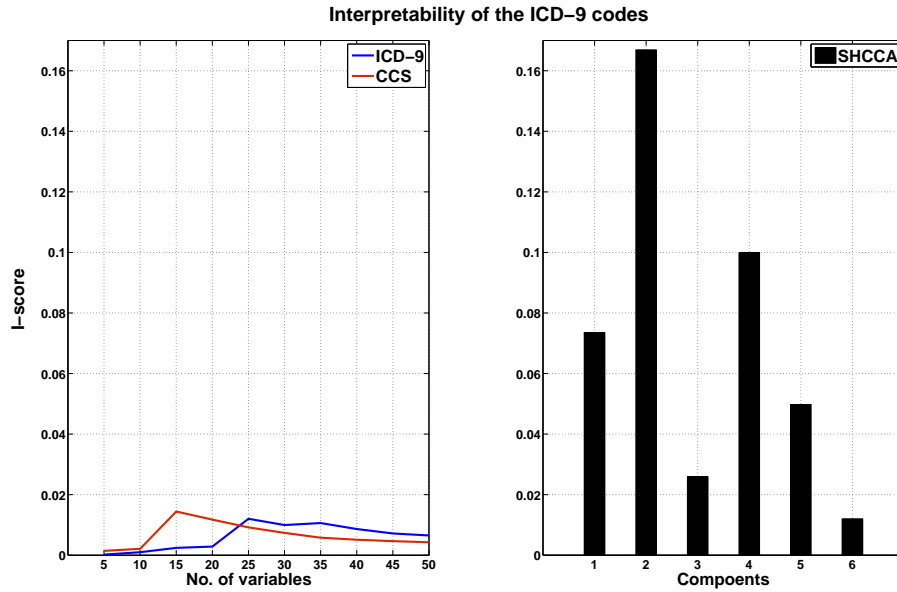 Interpretability of the ICD−9 codes
I−score
0.16
0.14
0.12
0.1
0.08
0.06
0.04
0.02
0
ICD−9
CCS
5 10 15 20 25 30 35 40 45 50
No. of variables
0.16
0.14
0.12
0.1
0.08
0.06
0.04
0.02
0
SHCCA
1 2 3 4 5 6
Compoents